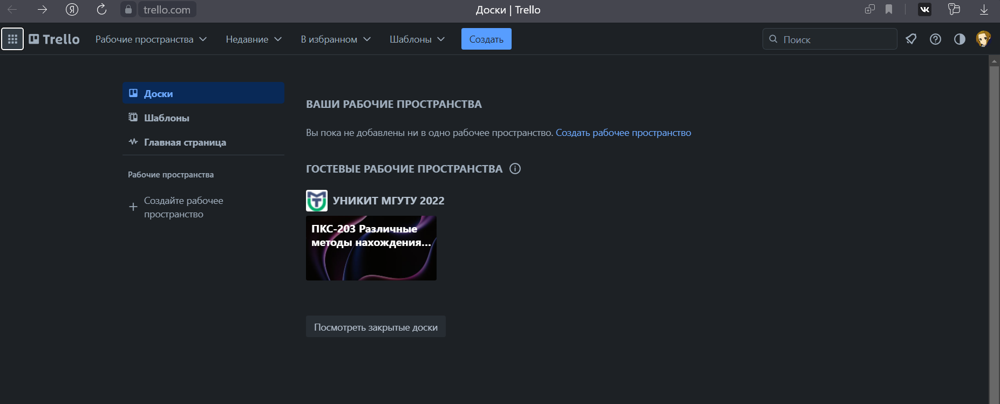 trello.com
Доски | Trello
Trello
Рабочие пространства
Недавние
В избранном
Шаблоны
Создать
Поиск
Доски
Шаблоны
Главная страница
Рабочие пространства
Создайте рабочее
пространство
ВАШИ РАБОЧИЕ ПРОСТРАНСТВА
Вы пока не добавлены ни в одно рабочее пространство. Создать рабочее пространство
ГОСТЕВЫЕ РАБОЧИЕ ПРОСТРАНСТВА
УНИКИТ МГУТУ 2022
ПКС-203 Различные
методы нахождения...
Посмотреть закрытые доски